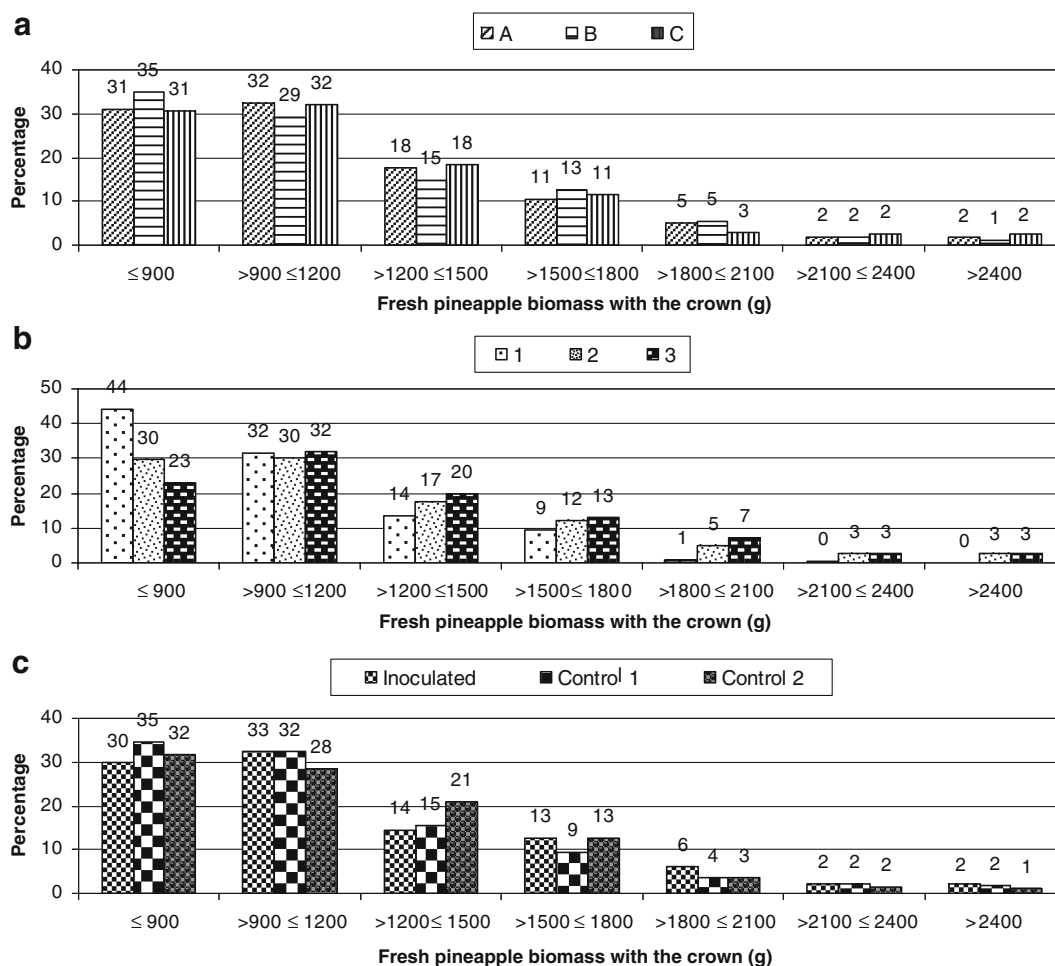 a
A B C
Percentage
40
30
20
10
0
31 35 31 32 29 32 18 15 18 11 13 11 5 5 3 2 2 2 2 1 2
≤ 900 >900 ≤1200 >1200 ≤1500 >1500 ≤1800 >1800 ≤ 2100 >2100 ≤ 2400 >2400
Fresh pineapple biomass with the crown (g)
b
1 2 3
Percentage
50
40
30
20
10
0
44 30 23 32 30 32 14 17 20 9 12 13 1 5 7 0 3 3 0 3 3
≤ 900 >900 ≤1200 >1200 ≤1500 >1500 ≤ 1800 >1800 ≤ 2100 >2100 ≤ 2400 >2400
Fresh pineapple biomass with the crown (g)
c
Inoculated Control 1 Control 2
Percentage
40
30
20
10
0
30 35 32 33 32 28 14 15 21 13 9 13 6 4 3 2 2 2 2 2 1
≤ 900 >900 ≤ 1200 >1200 ≤ 1500 >1500 ≤ 1800 >1800 ≤ 2100 >2100 ≤ 2400 >2400
Fresh pineapple biomass with the crown (g)